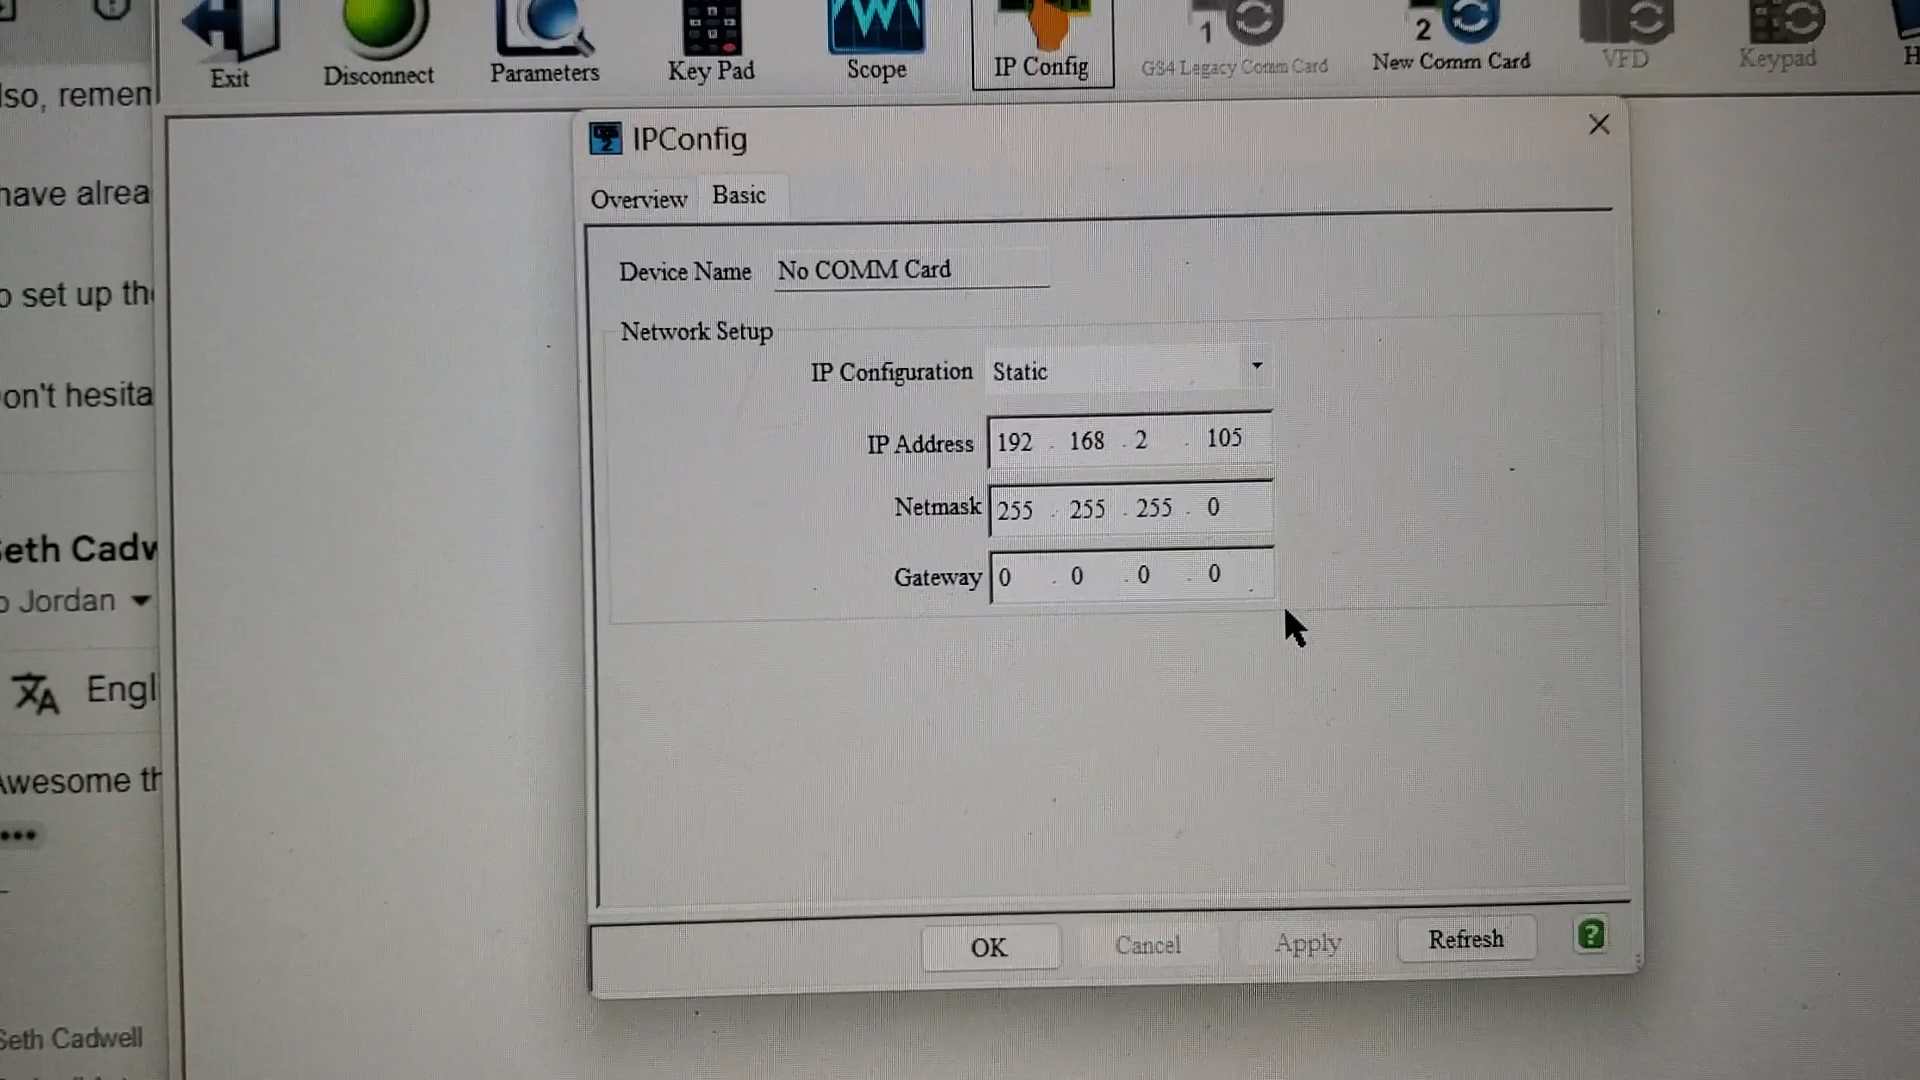 Exit
Disconnect
Parameters
Key Pad
Scope
IP Config
1
GS4 Legacy Comm Card
2
New Comm Card
VFD
Keypad
IPConfig
Overview
Basic
Device Name
No COMM Card
Network Setup
IP Configuration
Static
IP Address
192 . 168 . 2 . 105
Netmask
255 . 255 . 255 . 0
Gateway
0 . 0 . 0 . 0
OK
Cancel
Apply
Refresh
?
lso, remen
have alrea
o set up th
on't hesita
Seth Cadw
o Jordan
Engl
Awesome th
•••
Seth Cadwell